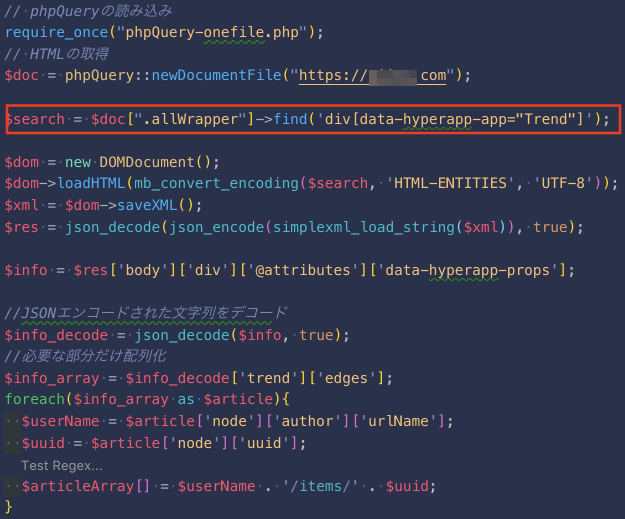 // phpQueryの読み込み
require_once("phpQuery-onefile.php");
// HTMLの取得
$doc = phpQuery::newDocumentFile("https://.com");
$search = $doc[".allWrapper"]->find('div[data-hyperapp-app="Trend"]');
$dom = new DOMDocument();
$dom->loadHTML(mb_convert_encoding($search, 'HTML-ENTITIES', 'UTF-8'));
$xml = $dom->saveXML();
$res = json_decode(json_encode(simplexml_load_string($xml)), true);
$info = $res['body']['div']['@attributes']['data-hyperapp-props'];
//JSONエンコードされた文字列をデコード
$info_decode = json_decode($info, true);
//必要な部分だけ配列化
$info_array = $info_decode['trend']['edges'];
foreach($info_array as $article){
$userName = $article['node']['author']['urlName'];
$uuid = $article['node']['uuid'];
Test Regex...
$articleArray[] = $userName . '/items/' . $uuid;
}